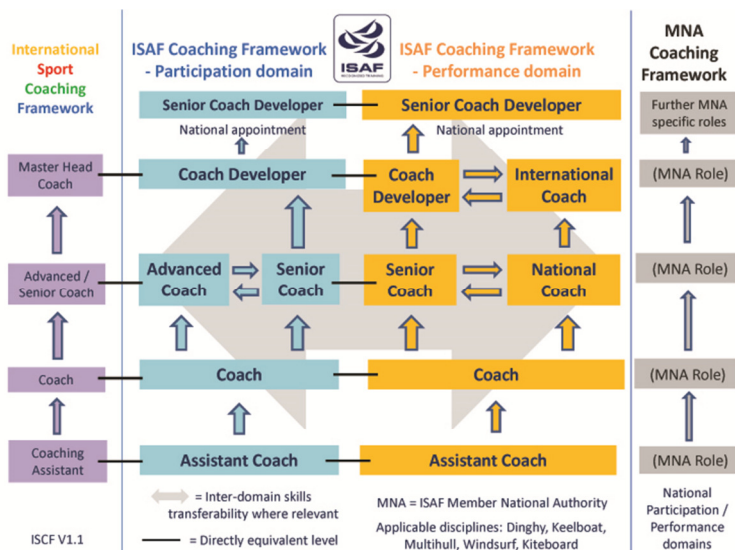 International
Sport
Coaching
Framework
ISAF Coaching Framework
- Participation domain
ISAF
RECOGNIZED TRAINING
ISAF Coaching Framework
- Performance domain
MNA
Coaching
Framework
Senior Coach Developer
Senior Coach Developer
Further MNA
specific roles
National appointment
National appointment
Master Head
Coach
Coach Developer
Coach
Developer
International
Coach
(MNA Role)
Advanced /
Senior Coach
Advanced
Coach
Senior
Coach
Senior
Coach
National
Coach
(MNA Role)
Coach
Coach
Coach
(MNA Role)
Coaching
Assistant
Assistant Coach
Assistant Coach
(MNA Role)
= Inter-domain skills
transferability where relevant
MNA = ISAF Member National Authority
National
Participation /
Performance
domains
ISCF V1.1
= Directly equivalent level
Applicable disciplines: Dinghy, Keelboat,
Multihull, Windsurf, Kiteboard